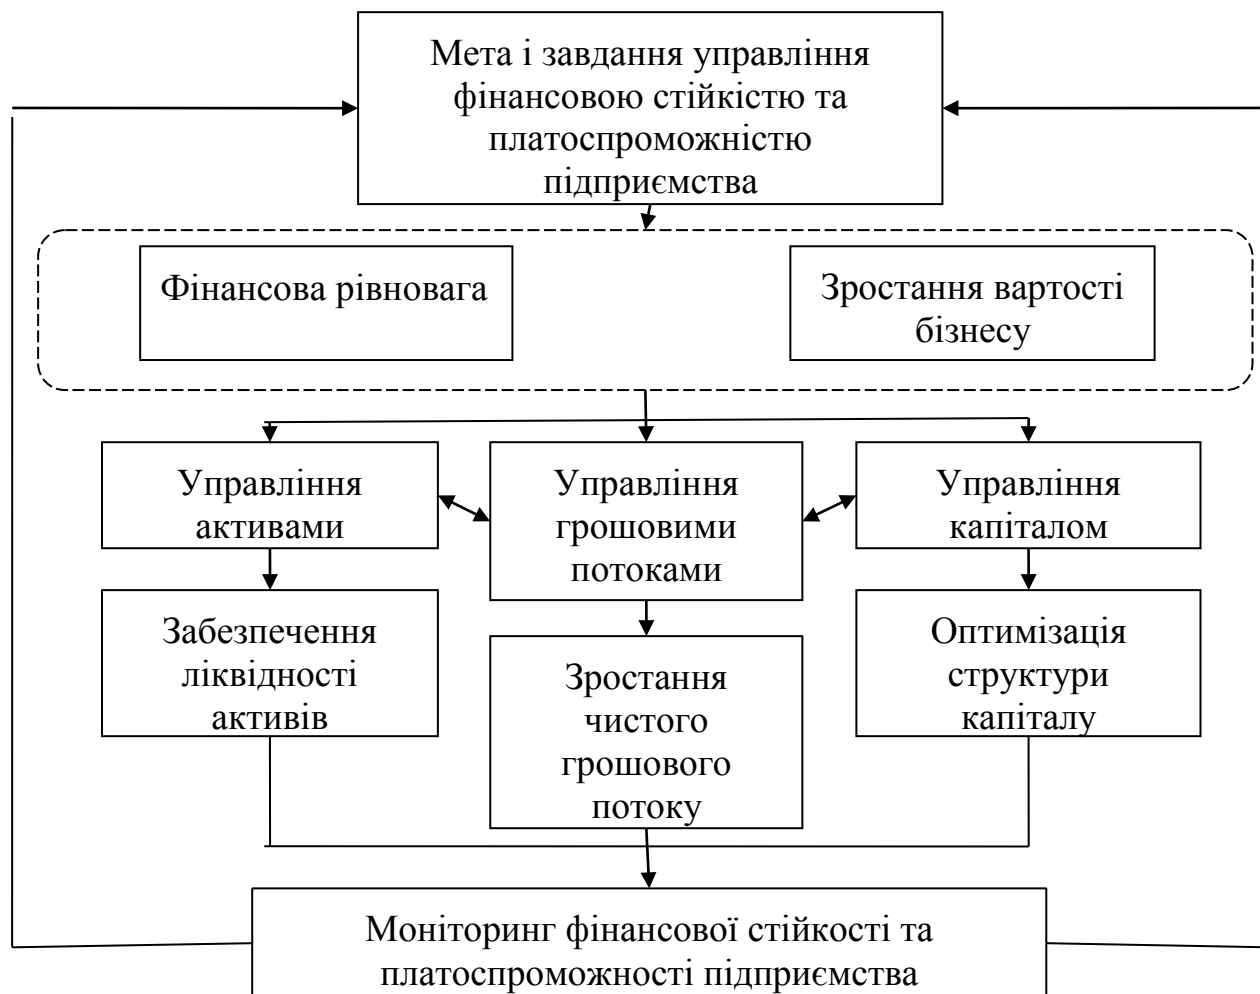 Мета і завдання управління
фінансовою стійкістю та
платоспроможністю
підприємства
Фінансова рівновага
Зростання вартості
бізнесу
Управління
активами
Управління
грошовими
потоками
Управління
капіталом
Забезпечення
ліквідності
активів
Зростання
чистого
грошового
потоку
Оптимізація
структури
капіталу
Моніторинг фінансової стійкості та
платоспроможності підприємства